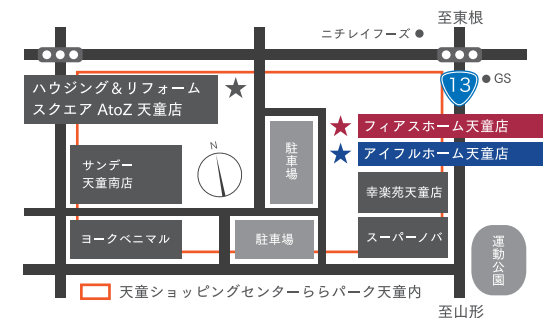 至東根
ニチレイフーズ
13
GS
ハウジング＆リフォーム
スクエア AtoZ 天童店
フィアスホーム天童店
アイフルホーム天童店
N
サンデー
天童南店
駐車場
幸楽苑天童店
ヨークベニマル
駐車場
スーパーノバ
運動公園
天童ショッピングセンターららパーク天童内
至山形